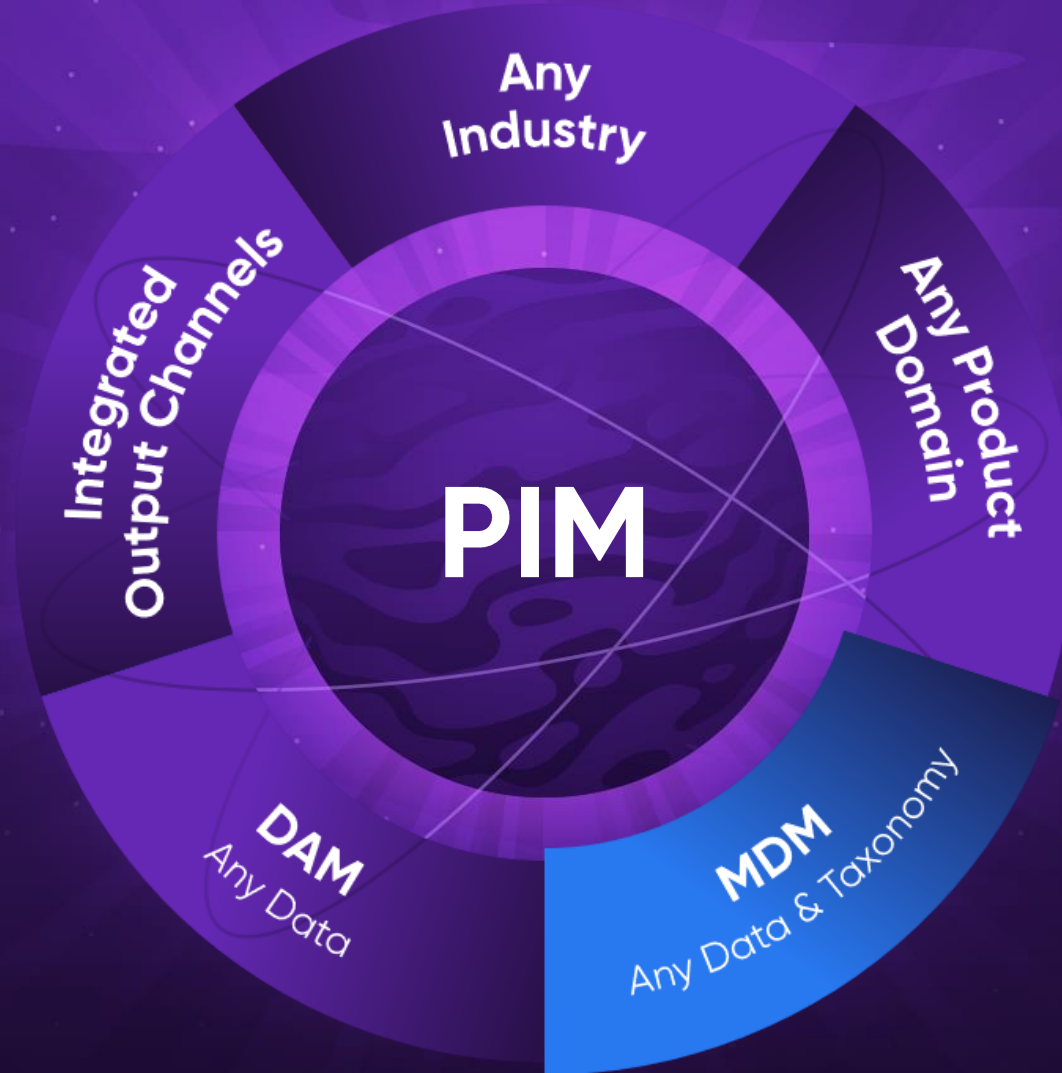 Any
Industry
Any Product
Domain
Integrated
Output Channels
PIM
MDM
Any Data & Taxonomy
DAM
Any Data